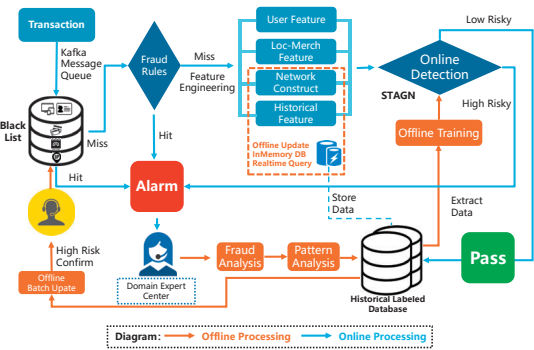 Transaction
Kafka
Message
Queue
Black
List
Miss
Hit
Fraud
Rules
Miss
Feature
Engineering
Hit
User Feature
Loc-Merch
Feature
Network
Construct
Historical
Feature
Offline Update
InMemory DB
Realtime Query
Online
Detection
STAGN
Low Risky
High Risky
Offline Training
Extract
Data
Store
Data
Alarm
Domain Expert
Center
Fraud
Analysis
Pattern
Analysis
Historical Labeled
Database
Pass
High Risk
Confirm
Offline
Batch Upate
Diagram:
Offline Processing
Online Processing